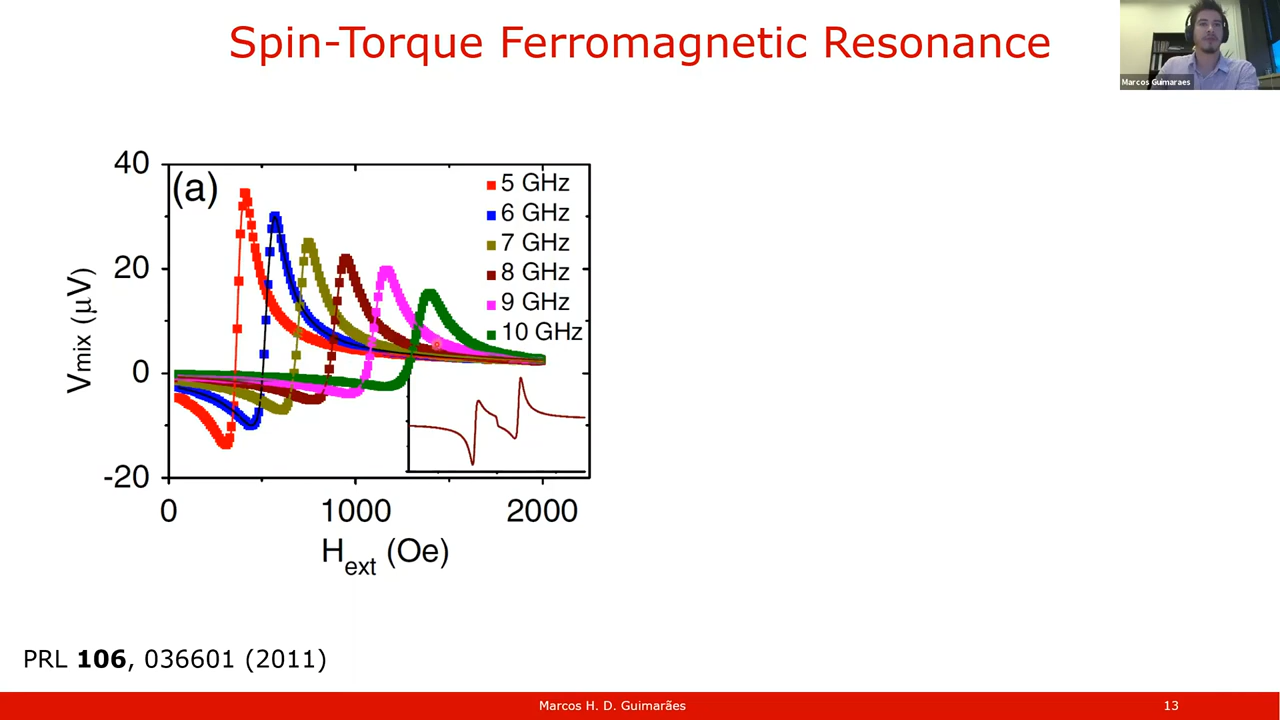 Spin-Torque Ferromagnetic Resonance
Marcos Guimaraes
(a)
5 GHz
6 GHz
7 GHz
8 GHz
9 GHz
10 GHz
40
20
0
-20
Vmix (μV)
0 1000 2000
Hext (Oe)
PRL 106, 036601 (2011)
Marcos H. D. Guimarães
13